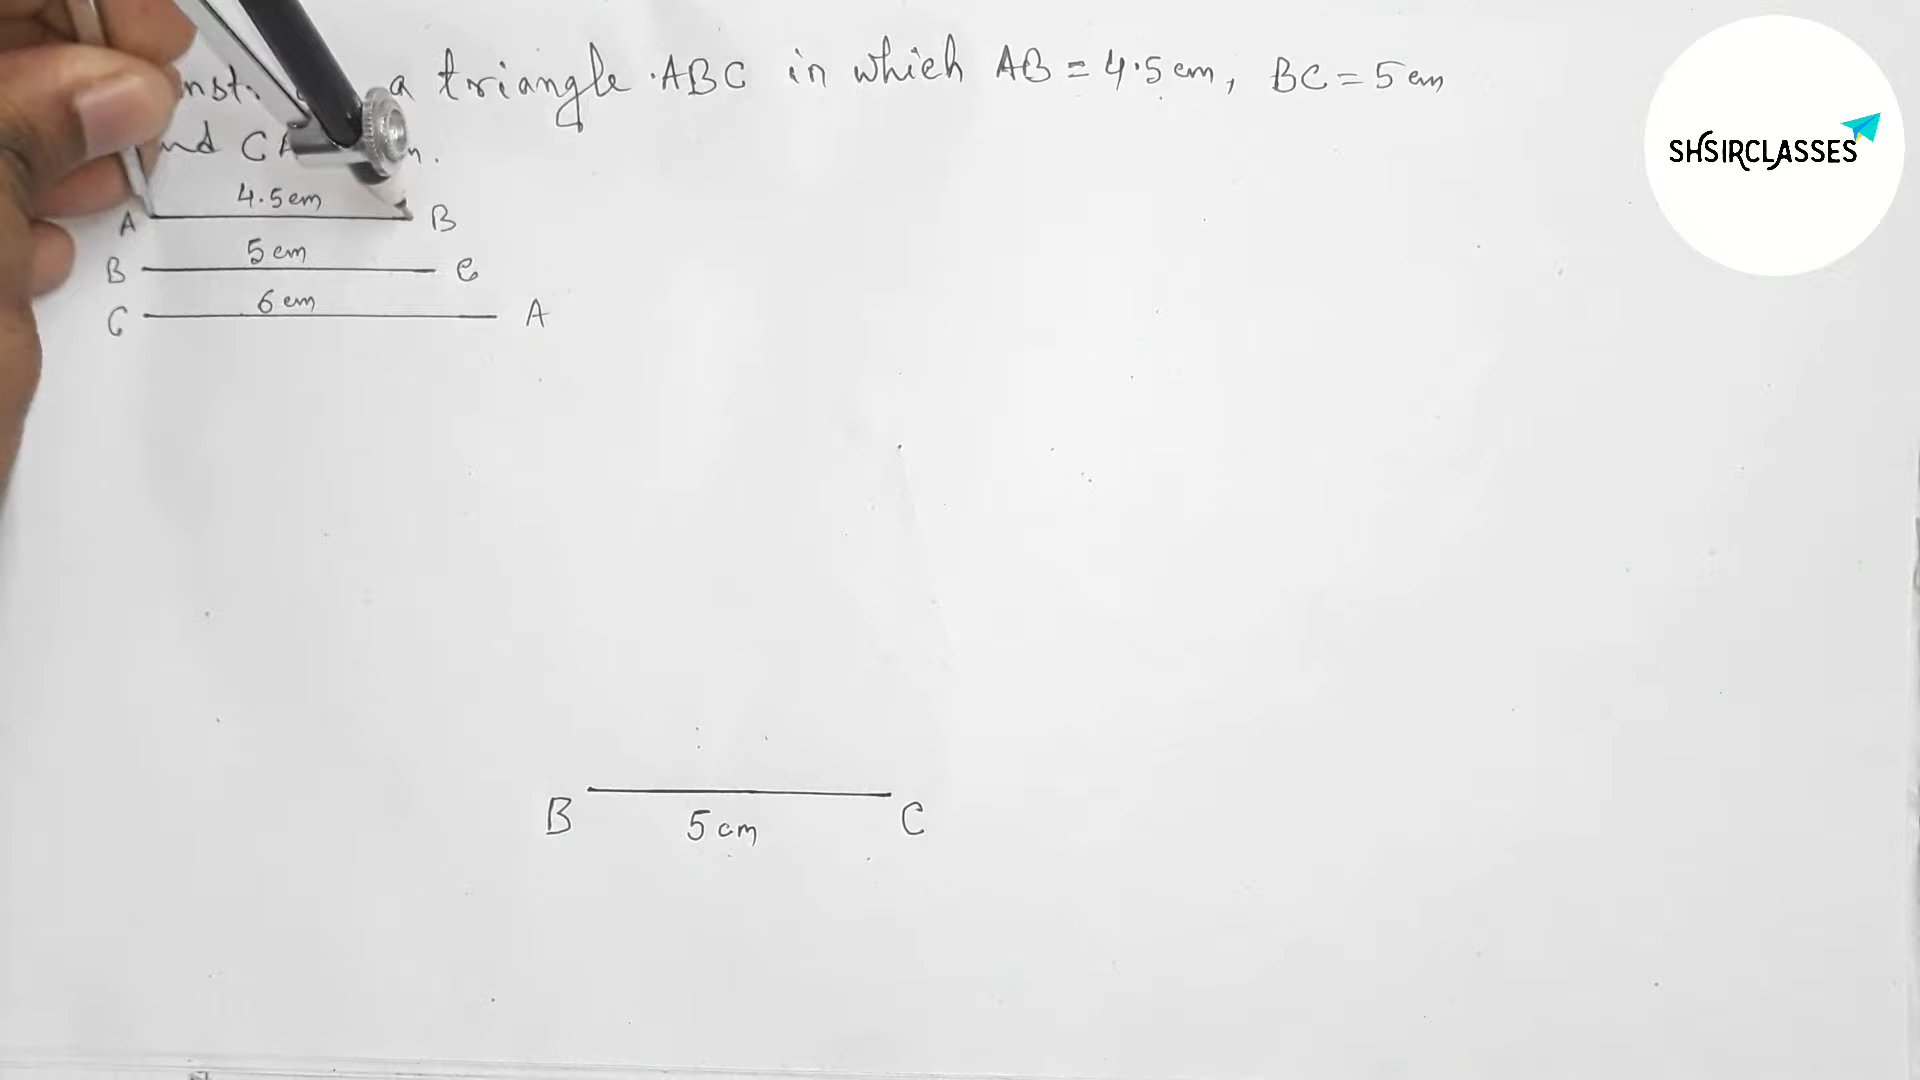 a triangle ABC in which AB = 4.5 cm, BC = 5 cm
CA
4.5 cm
A B
5 cm
B C
6 cm
C A
B C
5 cm
SHSIRCLASSES